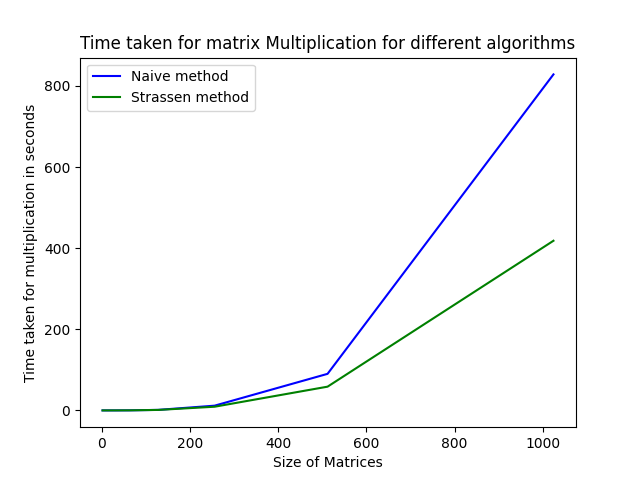 Time taken for matrix Multiplication for different algorithms
Naive method
Strassen method
Time taken for multiplication in seconds
800
600
400
200
0
0 200 400 600 800 1000
Size of Matrices